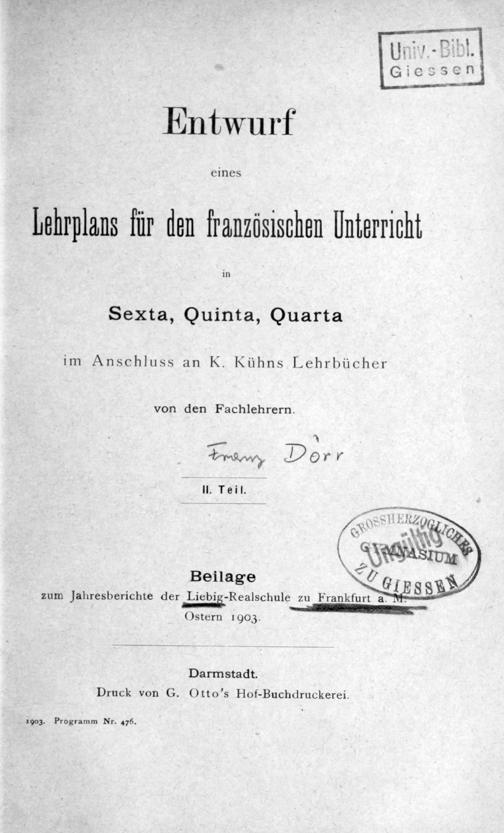 Univ.-Bibl.
Giessen
Entwurf
eines
Lehrplans für den französischen Unterricht
in
Sexta, Quinta, Quarta
im Anschluss an K. Kühns Lehrbücher
von den Fachlehrern.
Franz Dörr
II. Teil.
GROSSHERZOGLICHES
GYMNASIUM
Ungültig
ZU GIESSEN
Beilage
zum Jahresberichte der Liebig-Realschule zu Frankfurt a. M.
Ostern 1903.
Darmstadt.
Druck von G. Otto's Hof-Buchdruckerei.
1903. Programm Nr. 476.